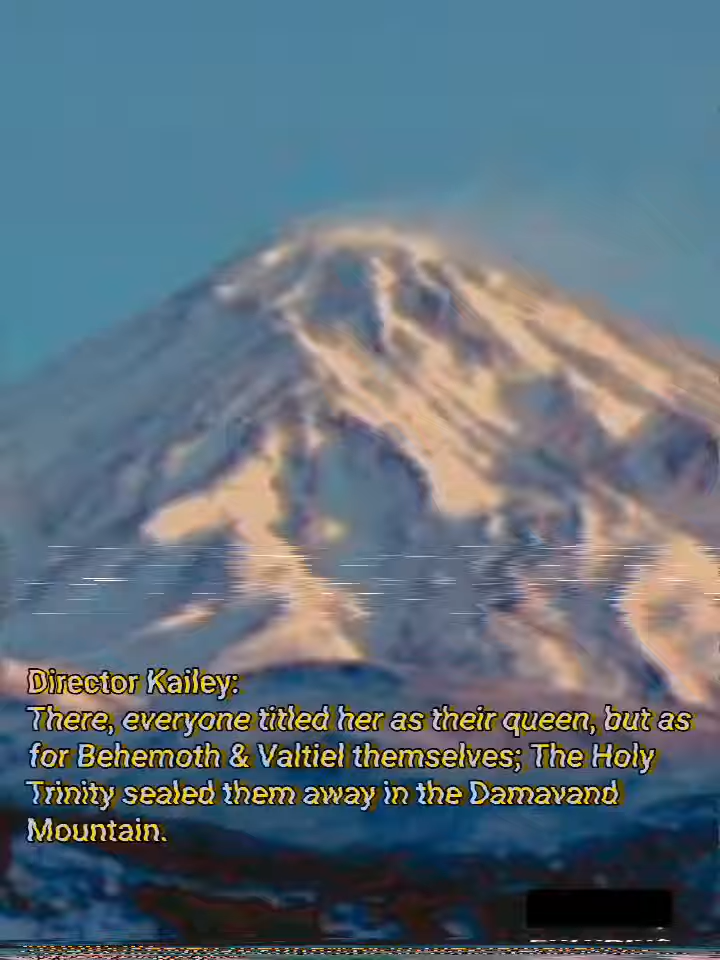 Director Kailey:
There, everyone titled her as their queen, but as
for Behemoth & Valtiel themselves; The Holy
Trinity sealed them away in the Damavand
Mountain.